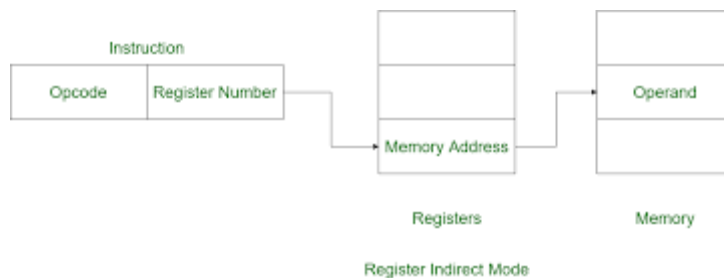 Instruction
Opcode
Register Number
Memory Address
Operand
Registers
Memory
Register Indirect Mode